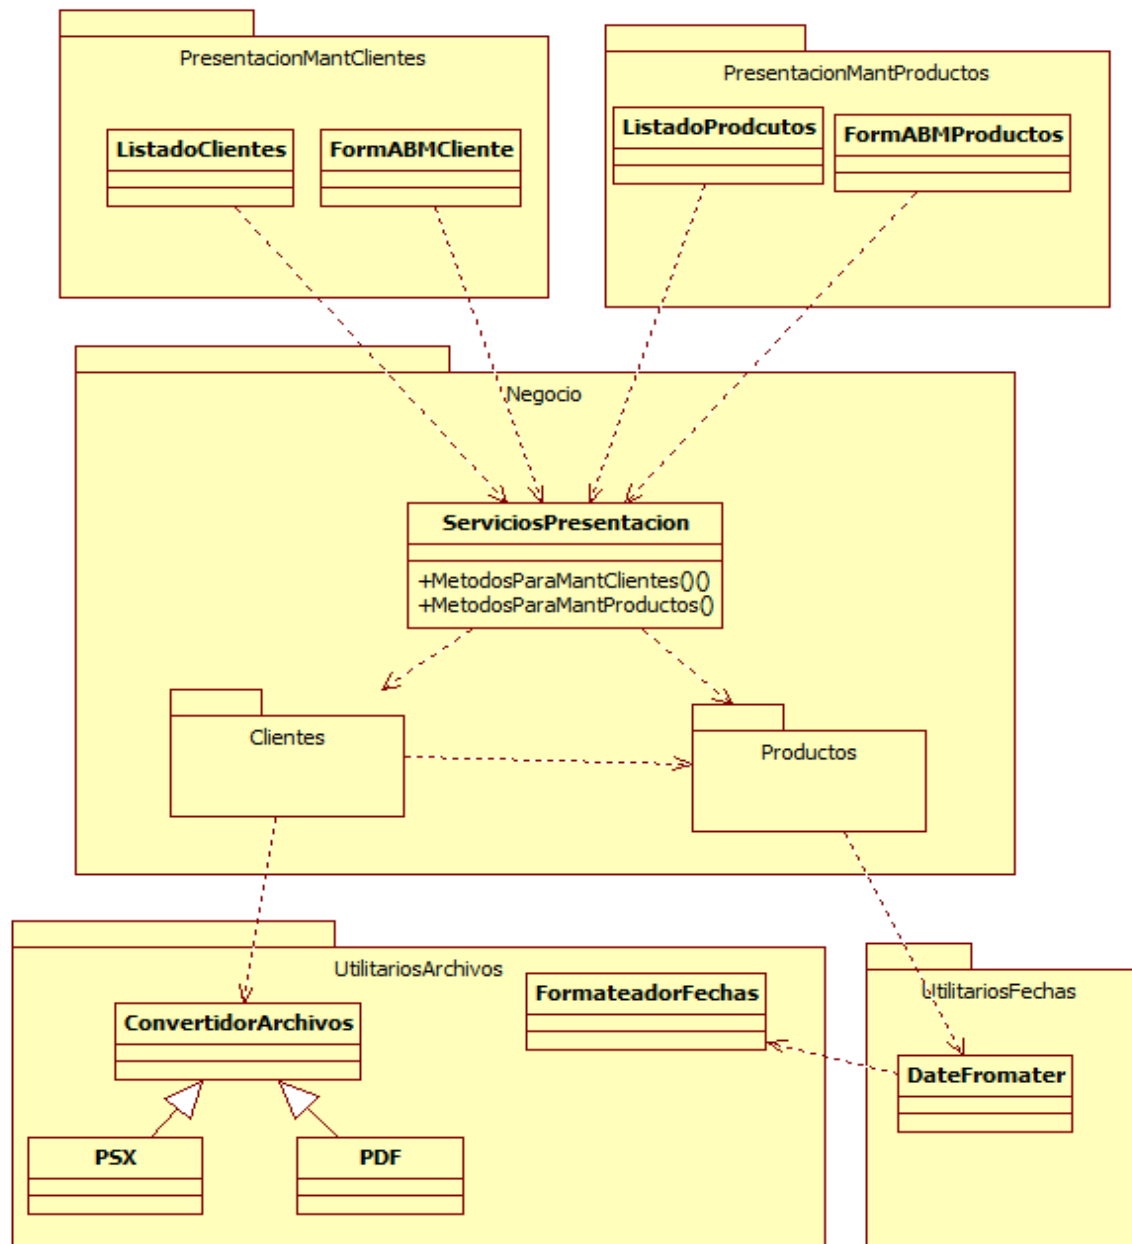 PresentacionMantClientes
PresentacionMantProductos
ListadoClientes
FormABMCliente
ListadoProdcutos
FormABMProductos
Negocio
ServiciosPresentacion
+MetodosParaMantClientes()()
+MetodosParaMantProductos()
Clientes
Productos
UtilitariosArchivos
UtilitariosFechas
FormateadorFechas
ConvertidorArchivos
DateFromater
PSX
PDF